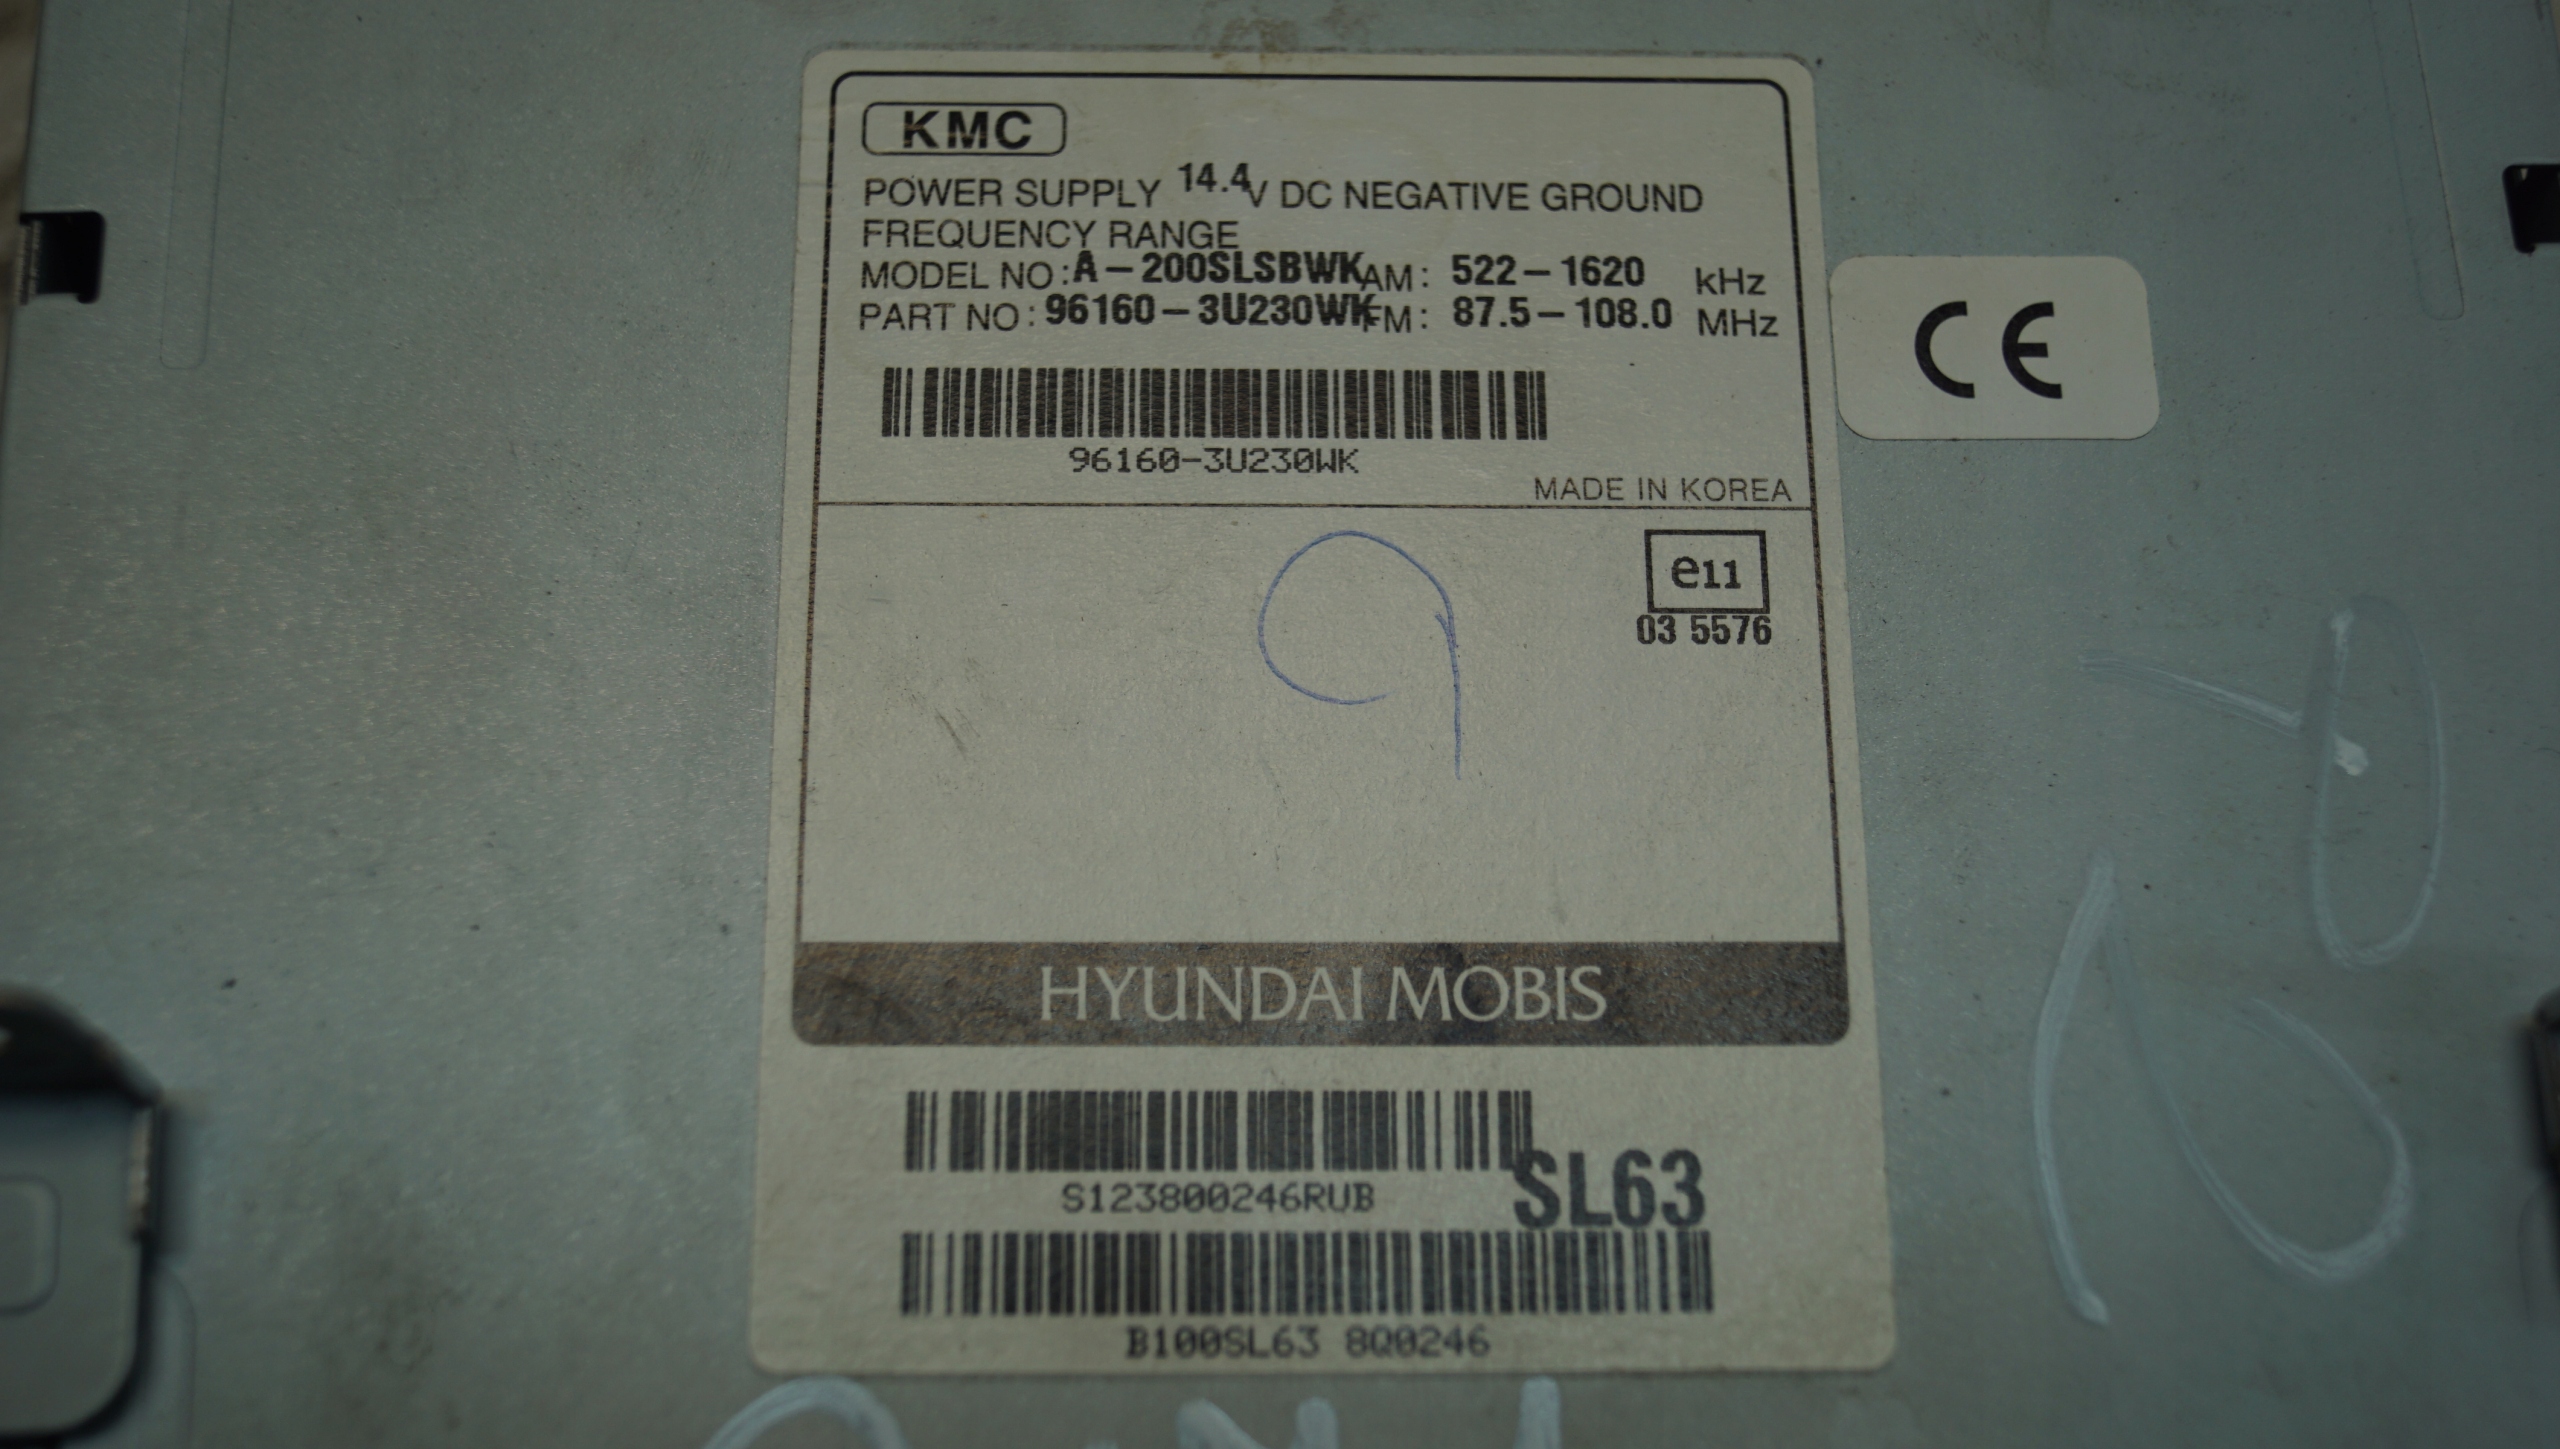 KMC
POWER SUPPLY 14.4V DC NEGATIVE GROUND
FREQUENCY RANGE
MODEL NO : A-200SLSBWK AM : 522-1620 kHz
PART NO : 96160-3U230WK FM : 87.5-108.0 MHz
96160-3U230WK
MADE IN KOREA
CE
e11
03 5576
9
HYUNDAI MOBIS
S123800246RUB
SL63
B100SL63 8Q0246